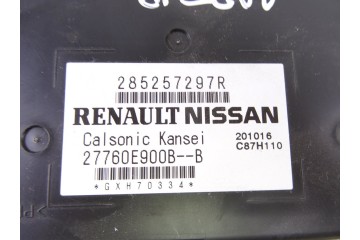 285257297R
RENAULT NISSAN
Calsonic Kansei 201016
27760E900B--B C87H110
*GXH70334*
>P